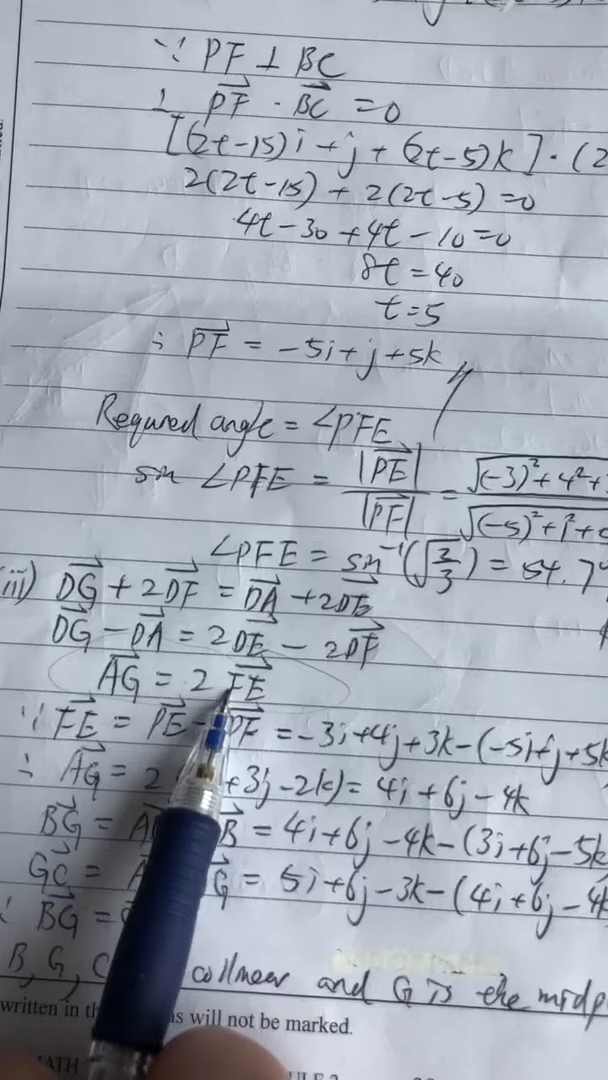 ∵ PF ⊥ BC
∴ PF · BC = 0
[(2t-15)i + j + (2t-5)k] · (2
2(2t-15) + 2(2t-5) = 0
4t - 30 + 4t - 10 = 0
8t = 40
t = 5
∴ PF = -5i + j + 5k
Required angle = ∠PFE
sin ∠PFE = |PE| / |PF| = √(-3)²+4²+ / √(-5)²+1²+
∠PFE = sin⁻¹(√2/3) = 54.7°
(iii) DG + 2DF = DA + 2DE
DG - DA = 2DE - 2DF
AG = 2FE
∵ FE = PE - PF = -3i+4j+3k-(-5i+j+5k
∴ AG = 2( +3j-2k) = 4i+6j-4k
BG = A B = 4i+6j-4k-(3i+6j-5k
GC = A G = 5i+6j-3k-(4i+6j-4k
∴ BG =
B, G, C collinear and G is the midp
written in th s will not be marked.
MATH